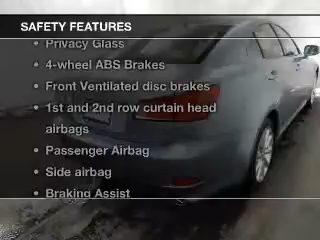 SAFETY FEATURES
• Privacy Glass
• 4-wheel ABS Brakes
• Front Ventilated disc brakes
• 1st and 2nd row curtain head
airbags
• Passenger Airbag
• Side airbag
• Braking Assist